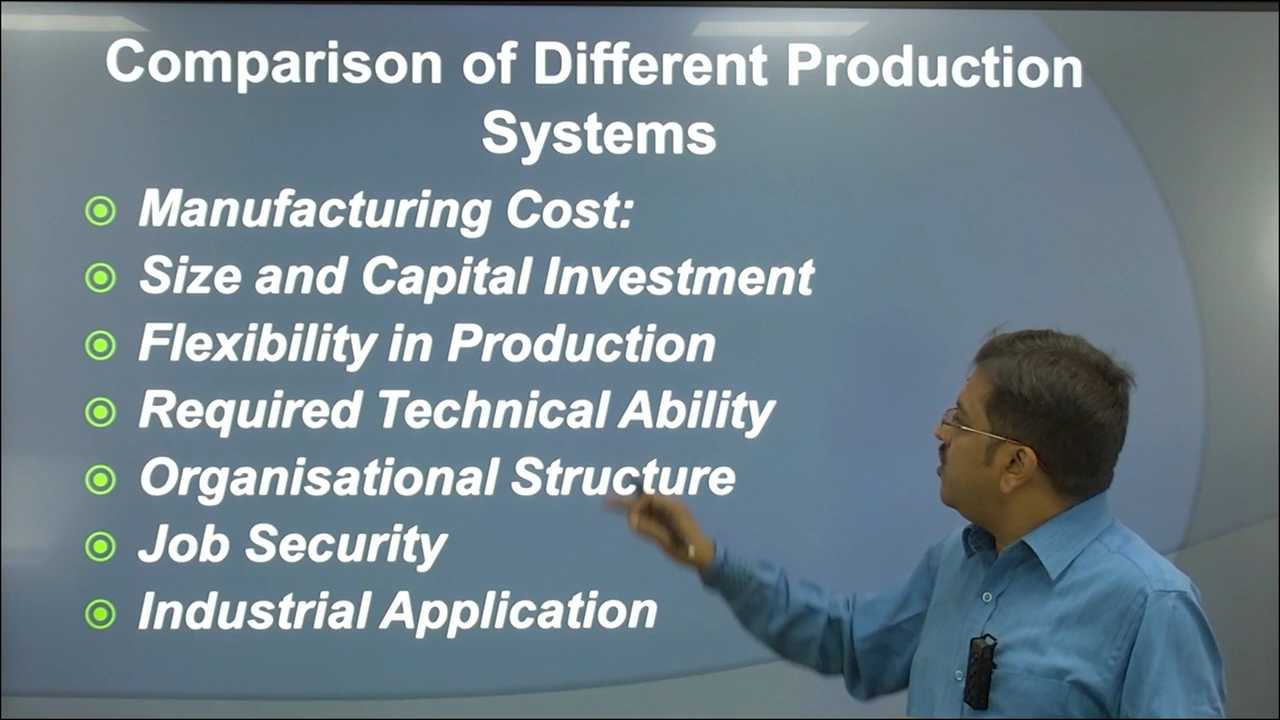 Comparison of Different Production
Systems
Manufacturing Cost:
Size and Capital Investment
Flexibility in Production
Required Technical Ability
Organisational Structure
Job Security
Industrial Application